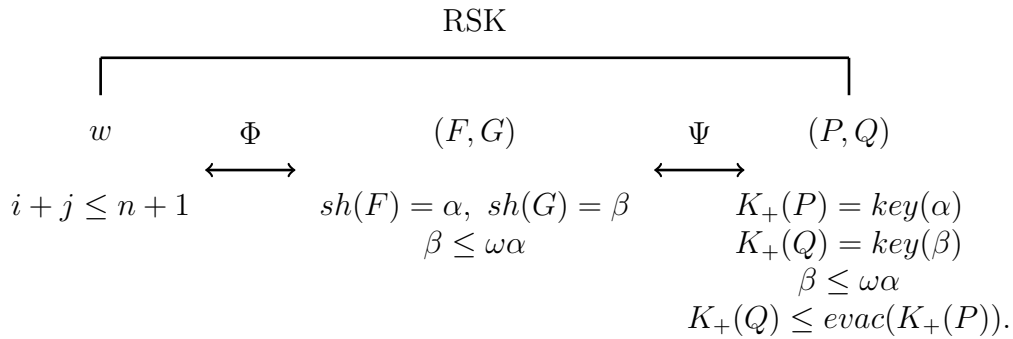 RSK
w Φ (F, G) Ψ (P, Q)
i + j ≤ n + 1 sh(F) = α, sh(G) = β K₊(P) = key(α)
β ≤ ωα K₊(Q) = key(β)
β ≤ ωα
K₊(Q) ≤ evac(K₊(P)).